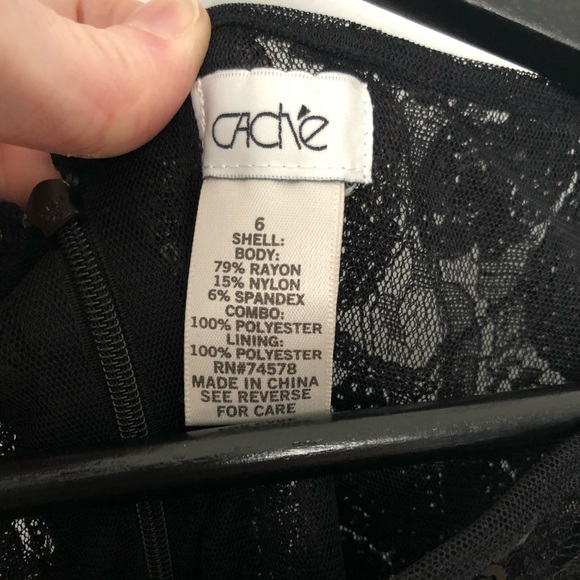 CAChé
6
SHELL:
BODY:
79% RAYON
15% NYLON
6% SPANDEX
COMBO:
100% POLYESTER
LINING:
100% POLYESTER
RN#74578
MADE IN CHINA
SEE REVERSE
FOR CARE